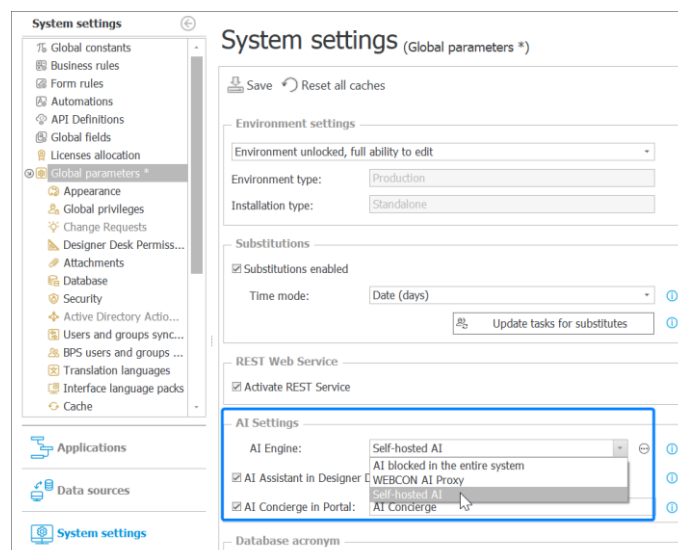 System settings
Global constants
Business rules
Form rules
Automations
API Definitions
Global fields
Licenses allocation
Global parameters *
Appearance
Global privileges
Change Requests
Designer Desk Permiss...
Attachments
Database
Security
Active Directory Actio...
Users and groups sync...
BPS users and groups ...
Translation languages
Interface language packs
Cache
Applications
Data sources
System settings
System settings (Global parameters *)
Save Reset all caches
Environment settings
Environment unlocked, full ability to edit
Environment type: Production
Installation type: Standalone
Substitutions
Substitutions enabled
Time mode: Date (days)
Update tasks for substitutes
REST Web Service
Activate REST Service
AI Settings
AI Engine: Self-hosted AI
AI blocked in the entire system
AI Assistant in Designer D WEBCON AI Proxy
Self-hosted AI
AI Concierge in Portal: AI Concierge
Database acronym